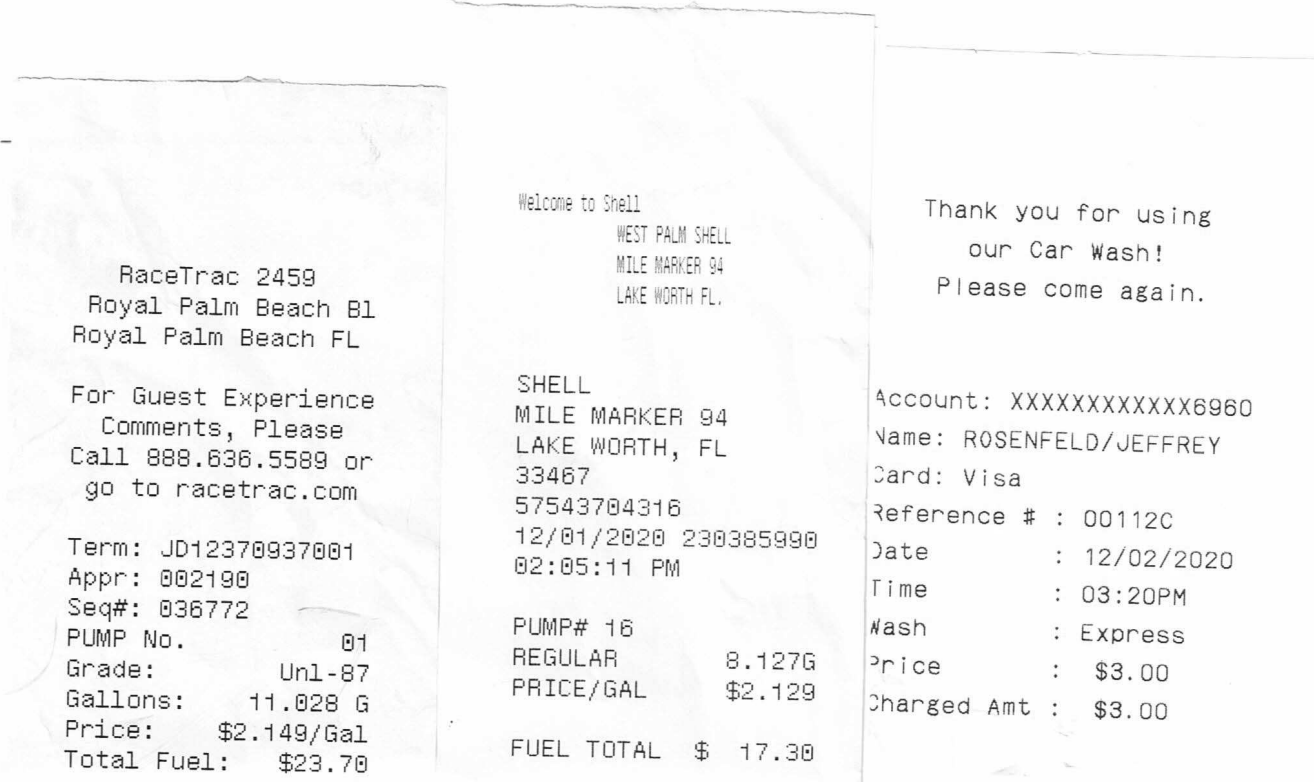 RaceTrac 2459
Royal Palm Beach Bl
Royal Palm Beach FL
For Guest Experience
Comments, Please
Call 888.636.5589 or
go to racetrac.com
Term: JD12370937001
Appr: 002190
Seq#: 036772
PUMP No. 01
Grade: Unl-87
Gallons: 11.028 G
Price: $2.149/Gal
Total Fuel: $23.70
Welcome to Shell
WEST PALM SHELL
MILE MARKER 94
LAKE WORTH FL.
SHELL
MILE MARKER 94
LAKE WORTH, FL
33467
57543704316
12/01/2020 230385990
02:05:11 PM
PUMP# 16
REGULAR 8.127G
PRICE/GAL $2.129
FUEL TOTAL $ 17.30
Thank you for using
our Car Wash!
Please come again.
Account: XXXXXXXXXXXX6960
Name: ROSENFELD/JEFFREY
Card: Visa
Reference # : 00112C
Date : 12/02/2020
Time : 03:20PM
Wash : Express
Price : $3.00
Charged Amt : $3.00